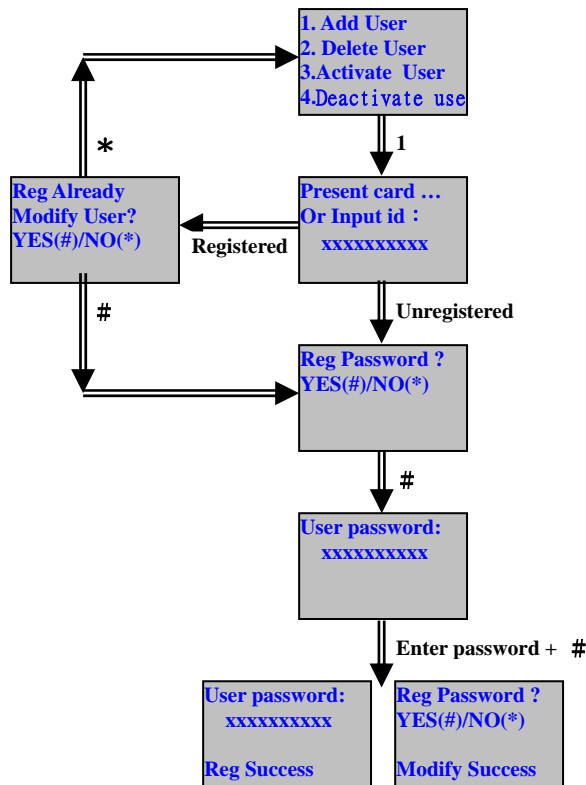 1. Add User
2. Delete User
3.Activate User
4.Deactivate use
*
1
Reg Already
Modify User?
YES(#)/NO(*)
Present card ...
Or Input id：
xxxxxxxxxx
Registered
#
Unregistered
Reg Password ?
YES(#)/NO(*)
#
User password:
xxxxxxxxxx
Enter password + #
User password:
xxxxxxxxxx
Reg Success
Reg Password ?
YES(#)/NO(*)
Modify Success